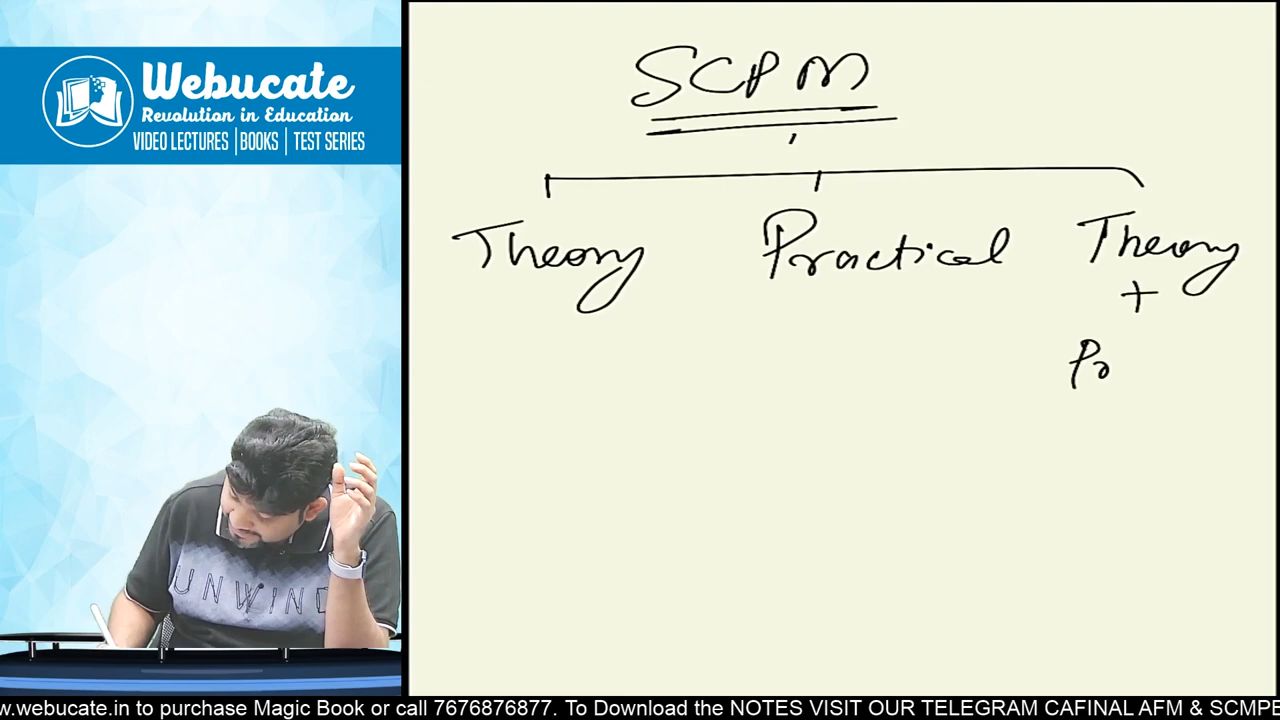 Webucate
Revolution in Education
VIDEO LECTURES | BOOKS | TEST SERIES
SCPM
Theory Practical Theory
+
Pr
UNWIND
w.webucate.in to purchase Magic Book or call 7676876877. To Download the NOTES VISIT OUR TELEGRAM CAFINAL AFM & SCMPE